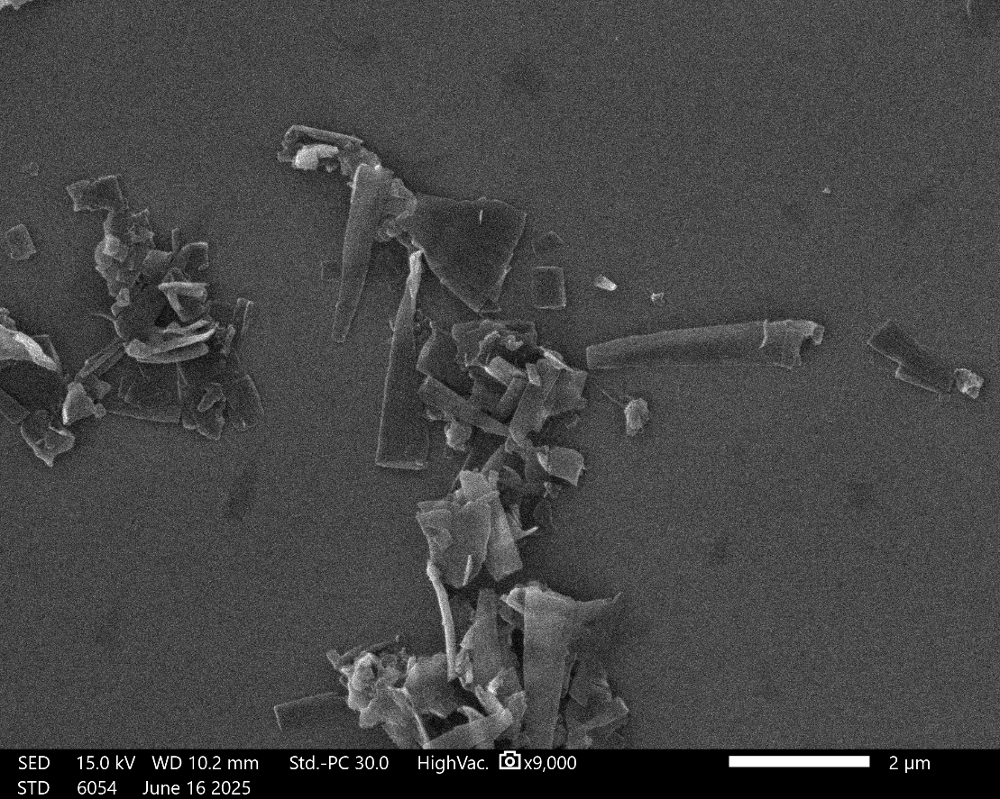 SED 15.0 kV WD 10.2 mm Std.-PC 30.0 HighVac. x9,000 2 µm
STD 6054 June 16 2025